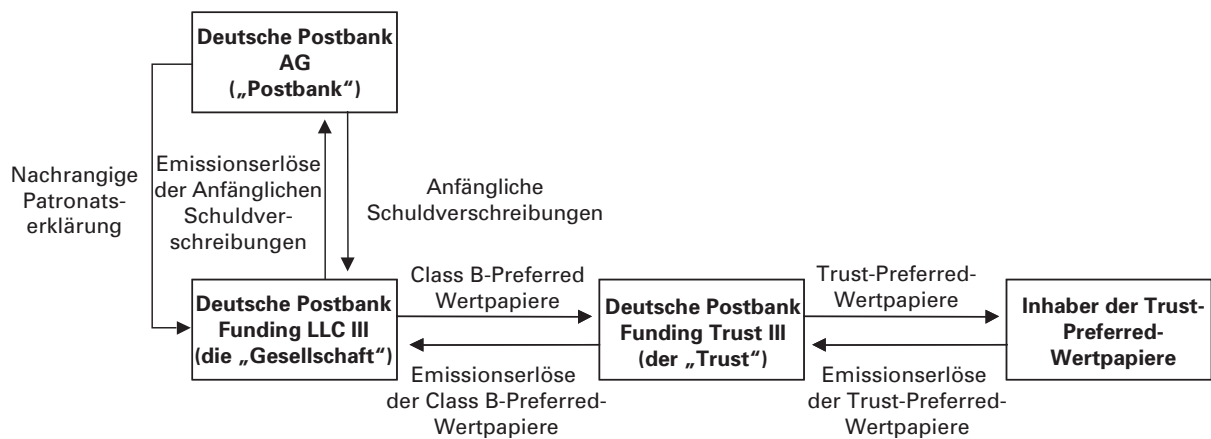 Deutsche Postbank
AG
(„Postbank“)
Nachrangige
Patronats-
erklärung
Emissionserlöse
der Anfänglichen
Schuldver-
schreibungen
Anfängliche
Schuldverschreibungen
Deutsche Postbank
Funding LLC III
(die „Gesellschaft“)
Class B-Preferred
Wertpapiere
Emissionserlöse
der Class B-Preferred-
Wertpapiere
Deutsche Postbank
Funding Trust III
(der „Trust“)
Trust-Preferred-
Wertpapiere
Emissionserlöse
der Trust-Preferred-
Wertpapiere
Inhaber der Trust-
Preferred-
Wertpapiere